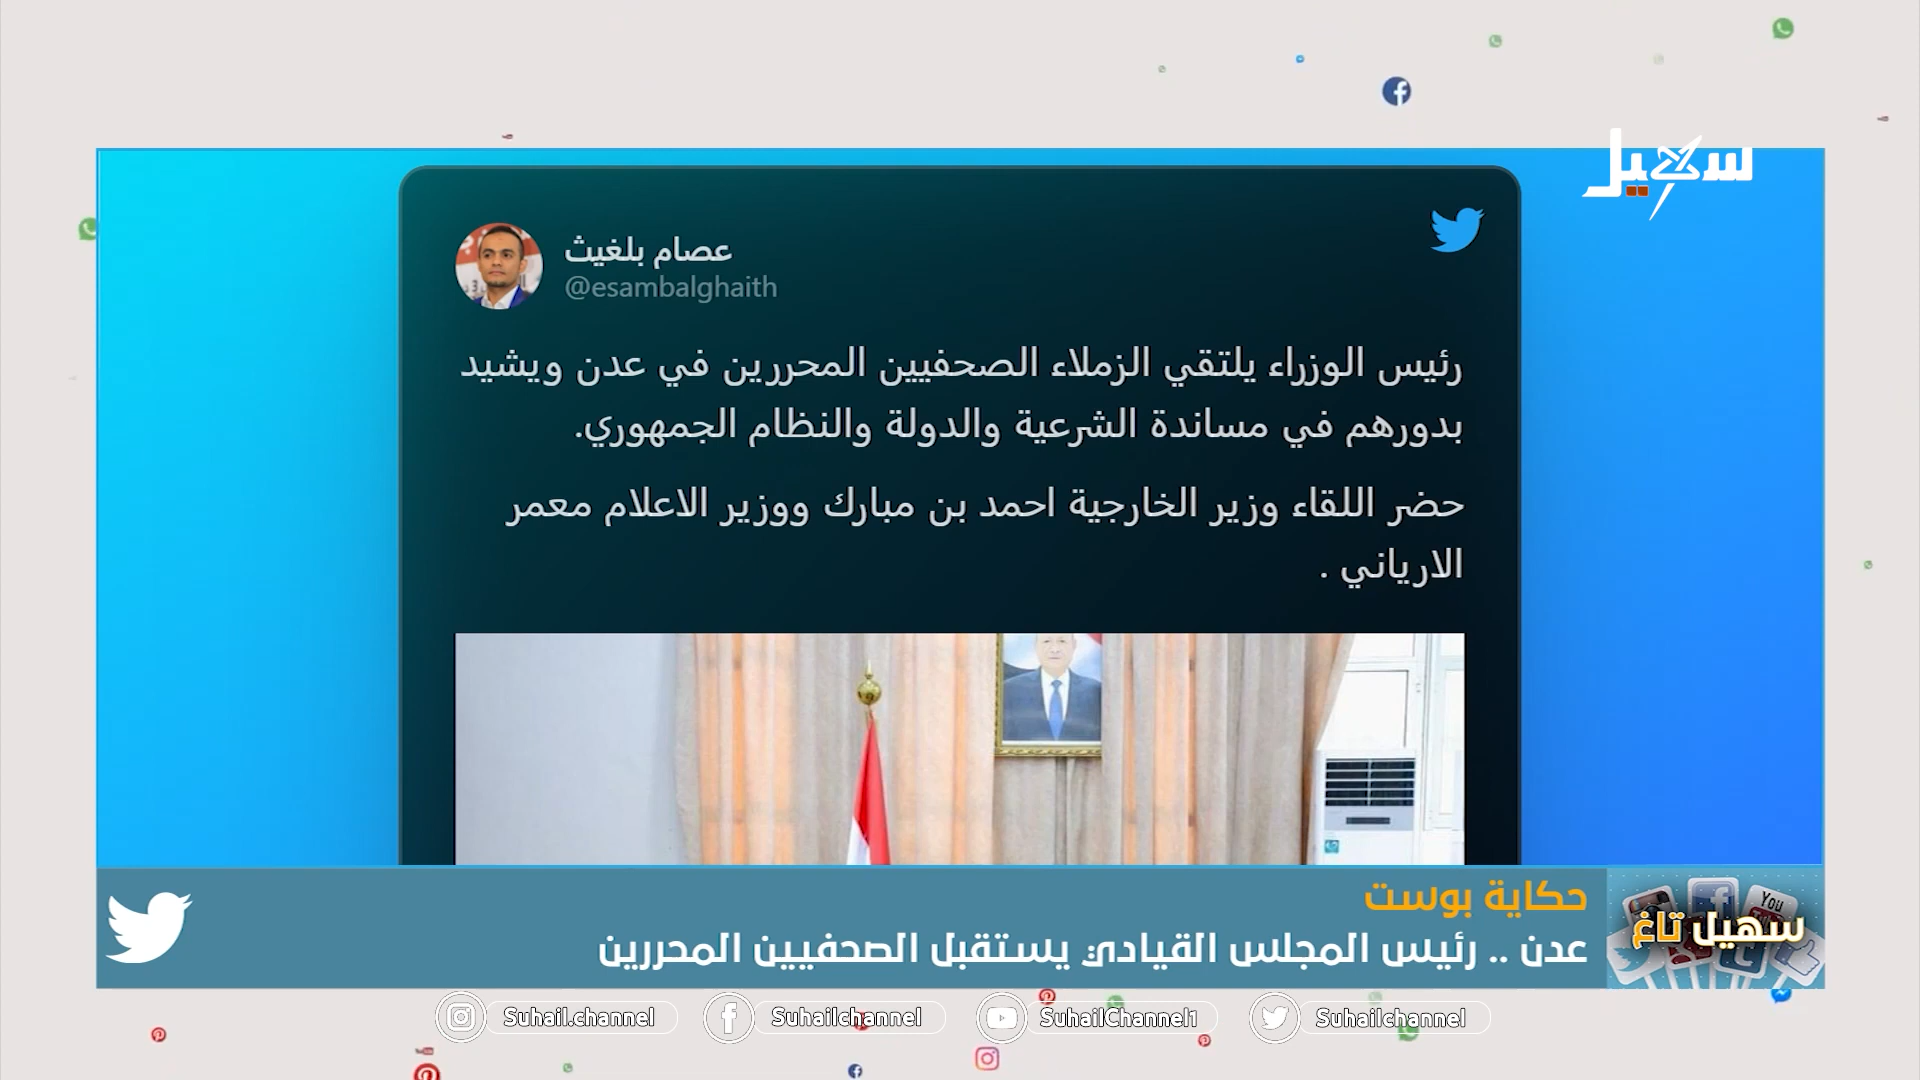 سهيل
عصام بلغيث
@esambalghaith
رئيس الوزراء يلتقي الزملاء الصحفيين المحررين في عدن ويشيد
بدورهم في مساندة الشرعية والدولة والنظام الجمهوري.
حضر اللقاء وزير الخارجية احمد بن مبارك ووزير الاعلام معمر
الارياني .
حكاية بوست
عدن .. رئيس المجلس القيادي يستقبل الصحفيين المحررين
سهيل تاغ
You
Suhail.channel
Suhailchannel
SuhailChannel1
Suhailchannel